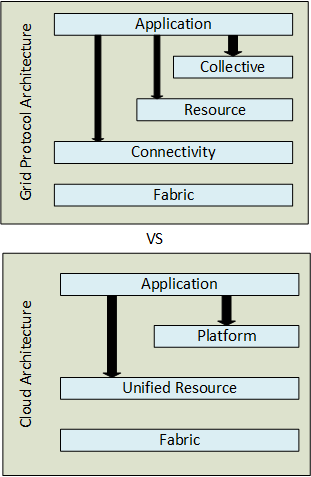 Grid Protocol Architecture
Application
Collective
Resource
Connectivity
Fabric
VS
Cloud Architecture
Application
Platform
Unified Resource
Fabric